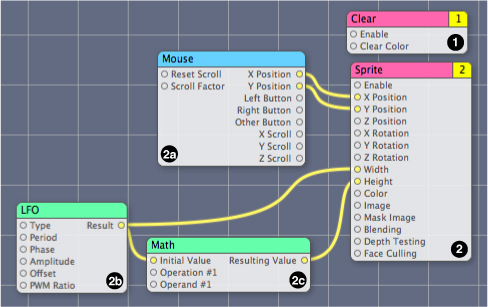 Clear 1
Enable
Clear Color
1
Mouse
Reset Scroll X Position
Scroll Factor Y Position
Left Button
Right Button
Other Button
X Scroll
Y Scroll
Z Scroll
2a
Sprite 2
Enable
X Position
Y Position
Z Position
X Rotation
Y Rotation
Z Rotation
Width
Height
Color
Image
Mask Image
Blending
Depth Testing
Face Culling
2
LFO
Type Result
Period
Phase
Amplitude
Offset
PWM Ratio
2b
Math
Initial Value Resulting Value
Operation #1
Operand #1
2c